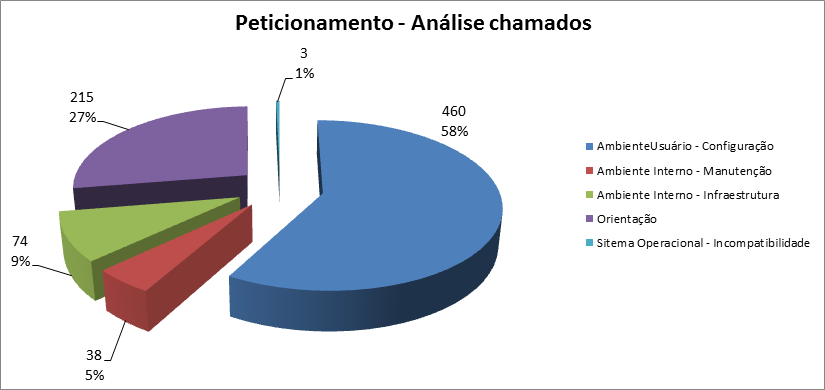 Peticionamento - Análise chamados
3
1%
460
58%
215
27%
74
9%
38
5%
AmbienteUsuário - Configuração
Ambiente Interno - Manutenção
Ambiente Interno - Infraestrutura
Orientação
Sitema Operacional - Incompatibilidade